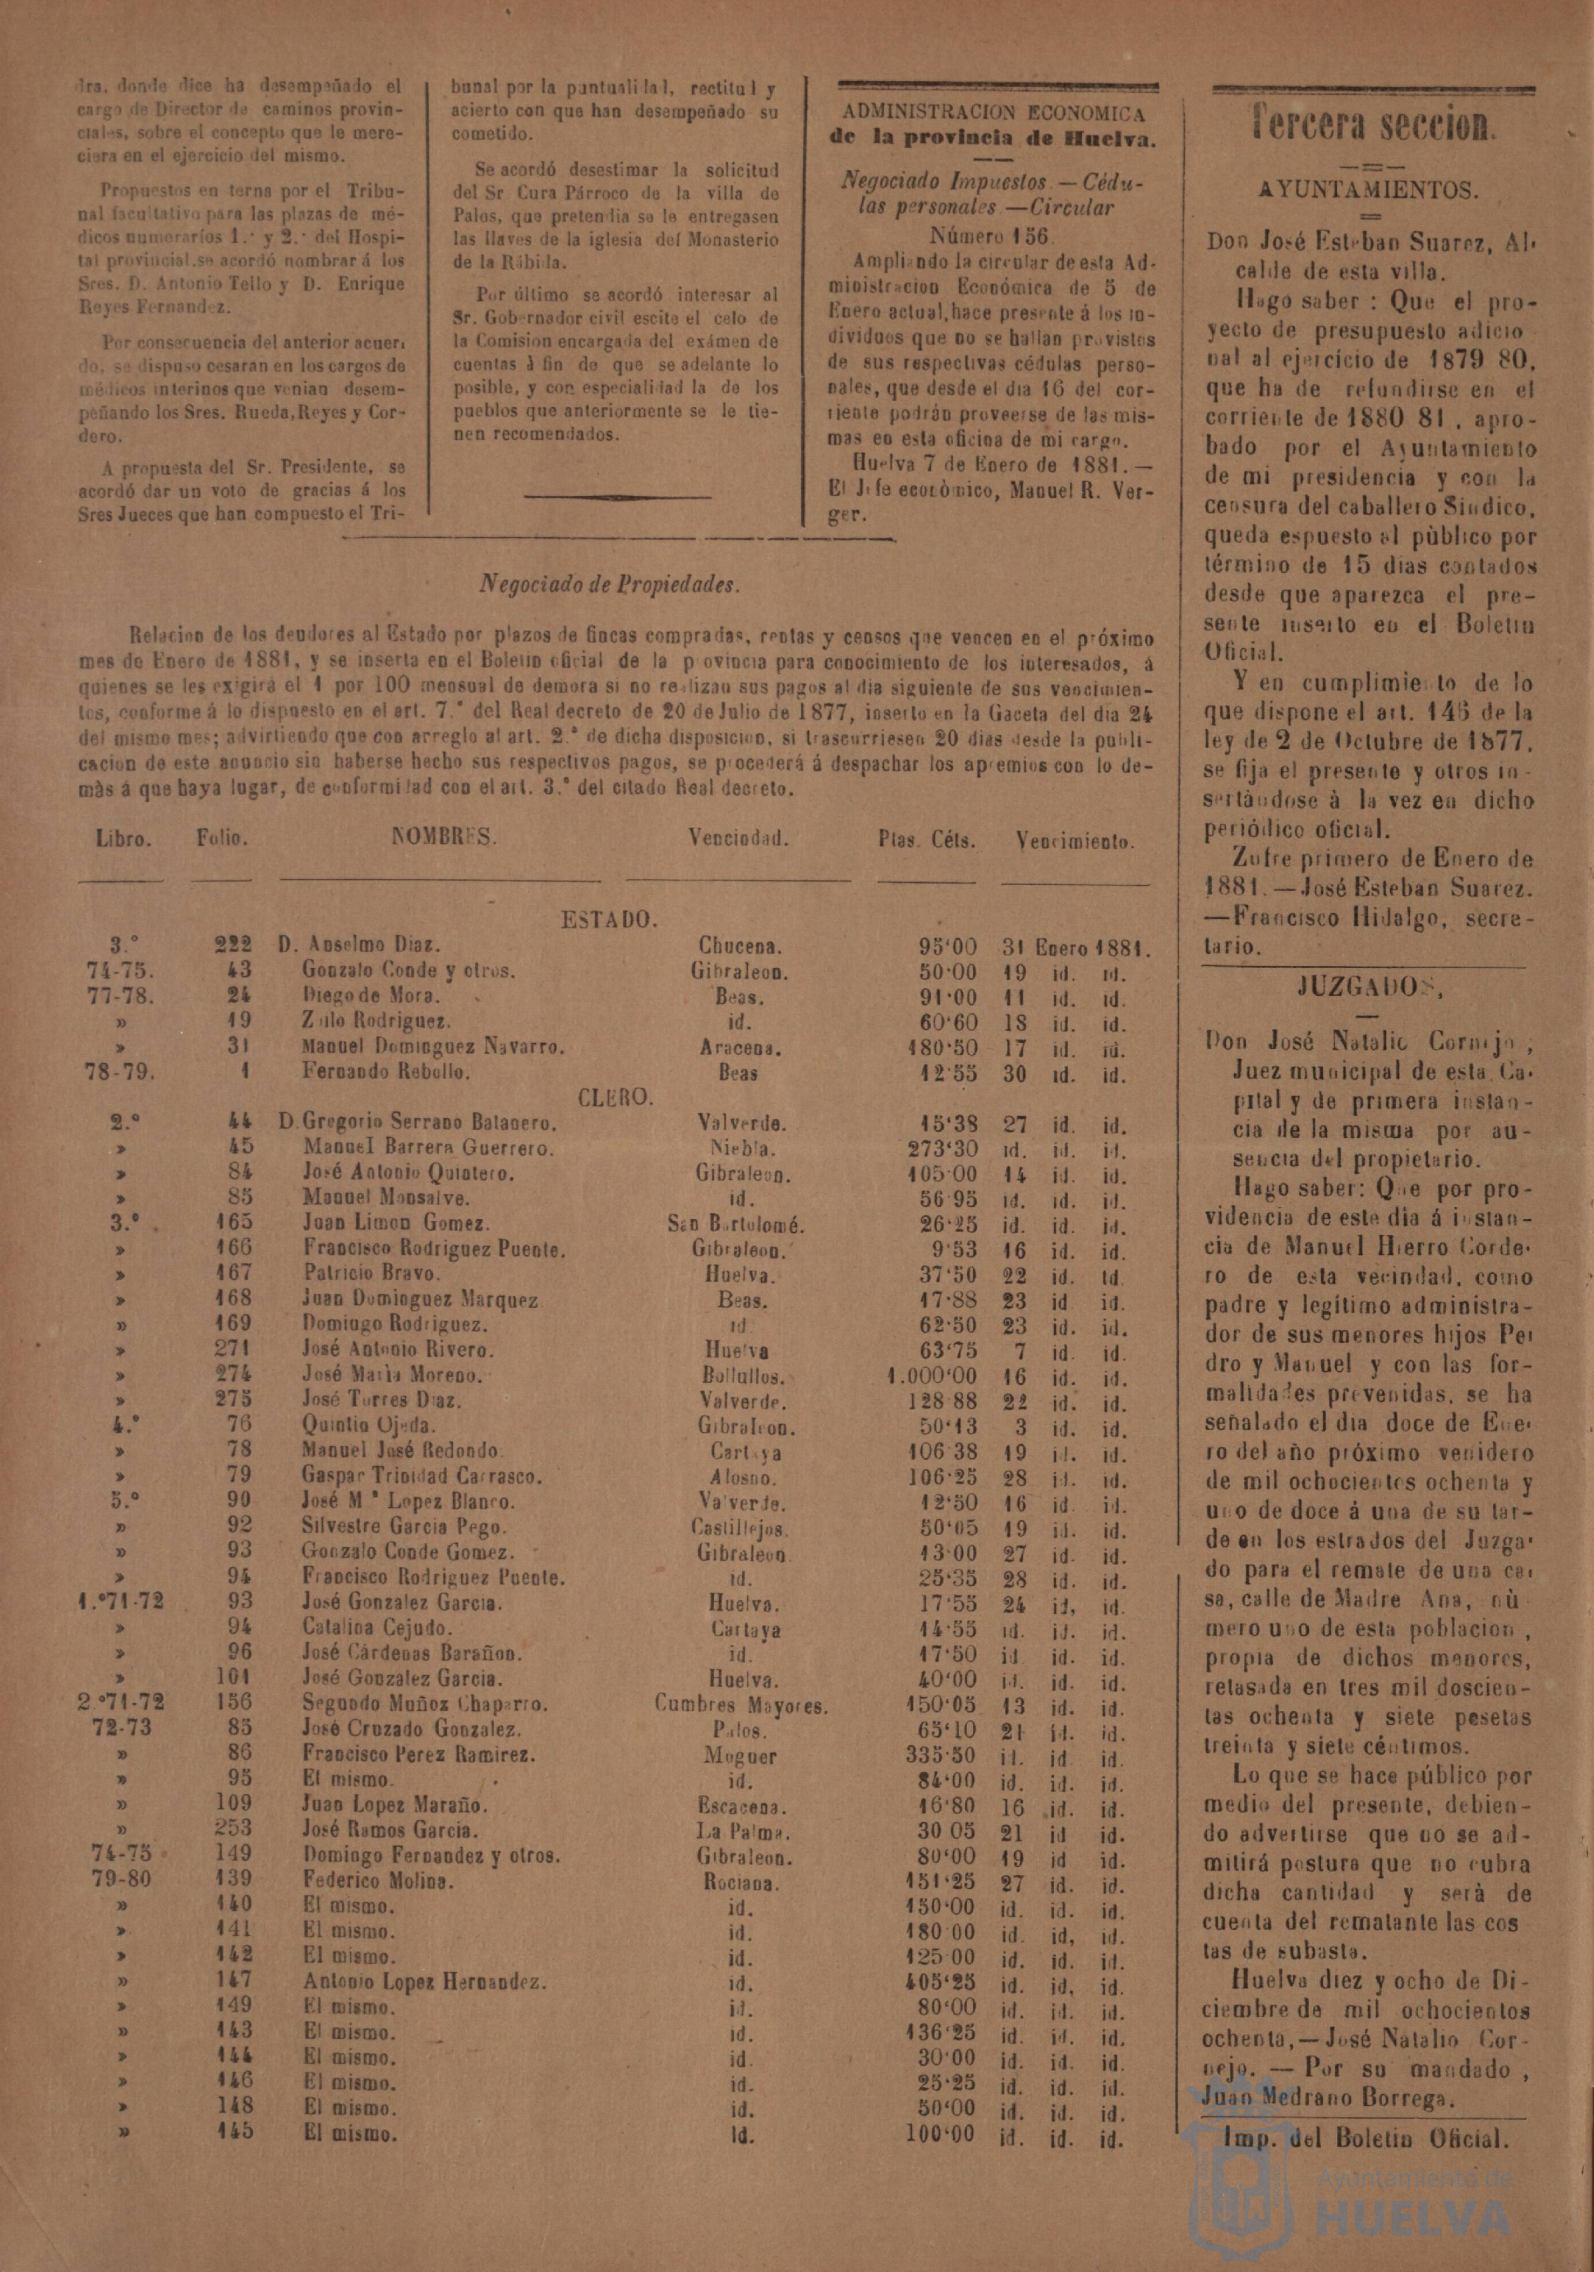 dra, donde dice ha desempeñado el
cargo de Director de caminos provin-
ciales, sobre el concepto que le mere-
ciera en el ejercicio del mismo.
Propuestos en terna por el Tribu-
nal facultativo para las plazas de mé-
dicos numerarios 1.º y 2.º del Hospi-
tal provincial se acordó nombrar á los
Sres. D. Antonio Tello y D. Enrique
Reyes Fernandez.
Por consecuencia del anterior acuer-
do, se dispuso cesaran en los cargos de
médicos interinos que venian desem-
peñando los Sres. Rueda, Reyes y Cor-
dero.
A propuesta del Sr. Presidente, se
acordó dar un voto de gracias á los
Sres Jueces que han compuesto el Tri-
bunal por la puntualidad, rectitud y
acierto con que han desempeñado su
cometido.
Se acordó desestimar la solicitud
del Sr. Cura Párroco de la villa de
Palos, que pretendia se le entregasen
las llaves de la iglesia del Monasterio
de la Rábida.
Por último se acordó interesar al
Sr. Gobernador civil escite el celo de
la Comision encargada del exámen de
cuentas á fin de que se adelante lo
posible, y con especialidad la de los
pueblos que anteriormente se le tie-
nen recomendados.
ADMINISTRACION ECONOMICA
de la provincia de Huelva.
Negociado Impuestos.—Cédu-
las personales.—Circular
Número 156.
Ampliando la circular de esta Ad-
ministracion Económica de 5 de
Enero actual, hace presente á los in-
dividuos que no se hallan provistos
de sus respectivas cédulas perso-
nales, que desde el dia 16 del cor-
riente podrán proveerse de las mis-
mas en esta oficina de mi cargo.
Huelva 7 de Enero de 1881.—
El Jefe económico, Manuel R. Ver-
ger.
Negociado de Propiedades.
Relacion de los deudores al Estado por plazos de fincas compradas, rentas y censos que vencen en el próximo
mes de Enero de 1881, y se inserta en el Boletin oficial de la provincia para conocimiento de los interesados, á
quienes se les exigirá el 1 por 100 mensual de demora si no realizan sus pagos al dia siguiente de sus vencimien-
tos, conforme á lo dispuesto en el art. 7.º del Real decreto de 20 de Julio de 1877, inserto en la Gaceta del dia 24
del mismo mes; advirtiendo que con arreglo al art. 2.º de dicha disposicion, si trascurriesen 20 dias desde la publi-
cacion de este anuncio sin haberse hecho sus respectivos pagos, se procederá á despachar los apremios con lo de-
màs á que haya lugar, de conformidad con el art. 3.º del citado Real decreto.
Libro. Folio. NOMBRES. Venciodad. Ptas. Céts. Vencimiento.
ESTADO.
3.º 222 D. Anselmo Diaz. Chucena. 95'00 31 Enero 1881.
74-75. 43 Gonzalo Conde y otros. Gibraleon. 50'00 19 id. id.
77-78. 24 Diego de Mora. Beas. 91'00 11 id. id.
» 19 Zoilo Rodriguez. id. 60'60 18 id. id.
» 31 Manuel Dominguez Navarro. Aracena. 180'50 17 id. id.
78-79. 1 Fernando Rebollo. Beas 12'55 30 id. id.
CLERO.
2.º 44 D. Gregorio Serrano Batanero. Valverde. 15'38 27 id. id.
» 45 Manuel Barrera Guerrero. Niebla. 273'30 id. id. id.
» 84 José Antonio Quintero. Gibraleon. 105'00 14 id. id.
» 85 Manuel Monsalve. id. 56'95 id. id. id.
3.º 165 Juan Limon Gomez. San Bartolomé. 26'25 id. id. id.
» 166 Francisco Rodriguez Puente. Gibraleon. 9'53 16 id. id.
» 167 Patricio Bravo. Huelva. 37'50 22 id. id.
» 168 Juan Dominguez Marquez Beas. 17'88 23 id id.
» 169 Domingo Rodriguez. id. 62'50 23 id. id.
» 271 José Antonio Rivero. Huelva 63'75 7 id. id.
» 274 José Maria Moreno. Bollullos. 1.000'00 16 id. id.
» 275 José Torres Diaz. Valverde. 128'88 22 id. id.
4.º 76 Quintin Ojeda. Gibraleon. 50'13 3 id. id.
» 78 Manuel José Redondo. Cartaya 106'38 19 id. id.
» 79 Gaspar Trinidad Carrasco. Alosno. 106'25 28 id. id.
5.º 90 José M.ª Lopez Blanco. Valverde. 12'50 16 id. id.
» 92 Silvestre Garcia Pego. Castillejos. 50'05 19 id. id.
» 93 Gonzalo Conde Gomez. Gibraleon. 13'00 27 id. id.
» 94 Francisco Rodriguez Puente. id. 25'35 28 id. id.
1.º71-72 93 José Gonzalez Garcia. Huelva. 17'55 24 id, id.
» 94 Catalina Cejudo. Cartaya 14'55 id. id. id.
» 96 José Cárdenas Barañon. id. 17'50 id. id. id.
» 101 José Gonzalez Garcia. Huelva. 40'00 id. id. id.
2.º71-72 156 Segundo Muñoz Chaparro. Cumbres Mayores. 150'05 13 id. id.
72-73 85 José Cruzado Gonzalez. Palos. 65'10 21 id. id.
» 86 Francisco Perez Ramirez. Moguer 335'50 id. id id.
» 95 El mismo. id. 84'00 id. id. id.
» 109 Juan Lopez Maraño. Escacena. 16'80 16 id. id.
» 253 José Ramos Garcia. La Palma. 30 05 21 id id.
74-75 149 Domingo Fernandez y otros. Gibraleon. 80'00 19 id id.
79-80 139 Federico Molina. Rociana. 151'25 27 id. id.
» 140 El mismo. id. 150'00 id. id. id.
» 141 El mismo. id. 180'00 id. id, id.
» 142 El mismo. id. 125'00 id. id. id.
» 147 Antonio Lopez Hernandez. id. 405'25 id. id, id.
» 149 El mismo. id. 80'00 id. id. id.
» 143 El mismo. id. 136'25 id. id. id.
» 144 El mismo. id. 30'00 id. id. id.
» 146 El mismo. id. 25'25 id. id. id.
» 148 El mismo. id. 50'00 id. id. id.
» 145 El mismo. Id. 100'00 id. id. id.
Tercera seccion.
AYUNTAMIENTOS.
Don José Esteban Suarez, Al-
calde de esta villa.
Hago saber: Que el pro-
yecto de presupuesto adicio
nal al ejercicio de 1879 80,
que ha de refundirse en el
corriente de 1880 81, apro-
bado por el Ayuntamiento
de mi presidencia y con la
censura del caballero Sindico,
queda espuesto al pùblico por
término de 15 dias contados
desde que aparezca el pre-
sente inserto en el Boletin
Oficial.
Y en cumplimiento de lo
que dispone el art. 146 de la
ley de 2 de Octubre de 1877,
se fija el presente y otros in-
sertàndose à la vez en dicho
periódico oficial.
Zufre primero de Enero de
1881.—José Esteban Suarez.
—Francisco Hidalgo, secre-
tario.
JUZGADOS,
Don José Natalio Cornejo,
Juez municipal de esta Ca-
pital y de primera instan-
cia de la misma por au-
sencia del propietario.
Hago saber: Que por pro-
videncia de este dia á instan-
cia de Manuel Hierro Corde-
ro de esta vecindad, como
padre y legítimo administra-
dor de sus menores hijos Pe-
dro y Manuel y con las for-
malidades prevenidas, se ha
señalado el dia doce de Ene-
ro del año próximo venidero
de mil ochocientos ochenta y
uno de doce á una de su tar-
de en los estrados del Juzga-
do para el remate de una ca-
sa, calle de Madre Ana, nù-
mero uno de esta poblacion,
propia de dichos menores,
retasada en tres mil doscien-
tas ochenta y siete pesetas
treinta y siete céntimos.
Lo que se hace público por
medio del presente, debien-
do advertirse que no se ad-
mitirá postura que no cubra
dicha cantidad y serà de
cuenta del rematante las cos
tas de subasta.
Huelva diez y ocho de Di-
ciembre de mil ochocientos
ochenta,—José Natalio Cor-
nejo.—Por su mandado,
Juan Medrano Borrega.
Imp. del Boletin Oficial.
Ayuntamiento de
HUELVA